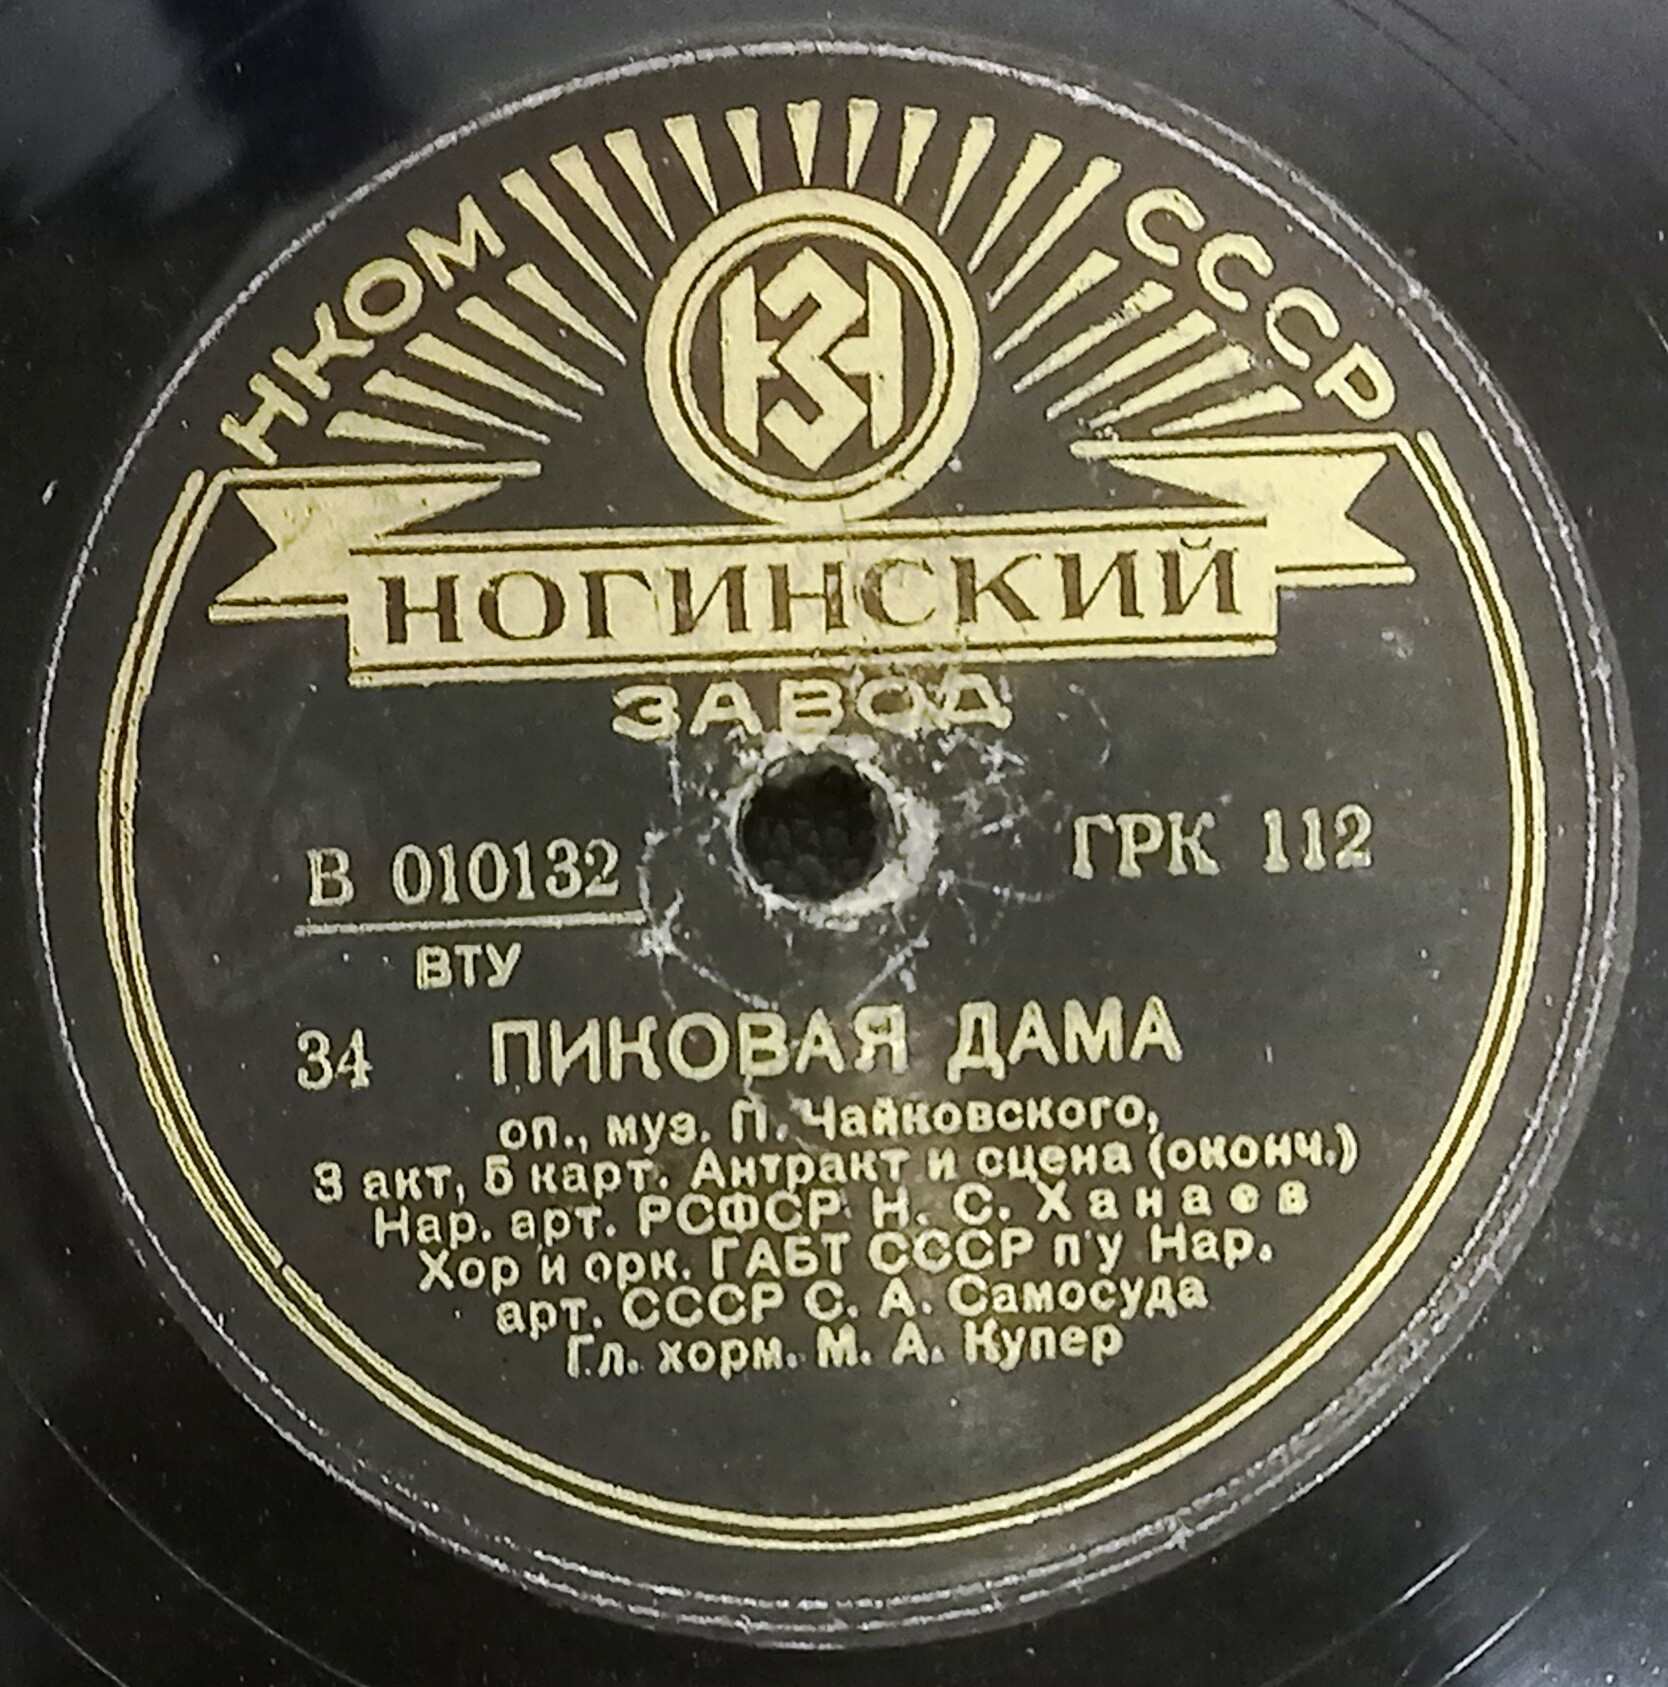 НКОМ СССР
НЗН
НОГИНСКИЙ
ЗАВОД
В 010132 ГРК 112
ВТУ
34 ПИКОВАЯ ДАМА
оп., муз. П. Чайковского,
3 акт, 5 карт. Антракт и сцена (оконч.)
Нар. арт. РСФСР Н. С. Ханаев
Хор и орк. ГАБТ СССР п/у Нар.
арт. СССР С. А. Самосуда
Гл. хорм. М. А. Купер